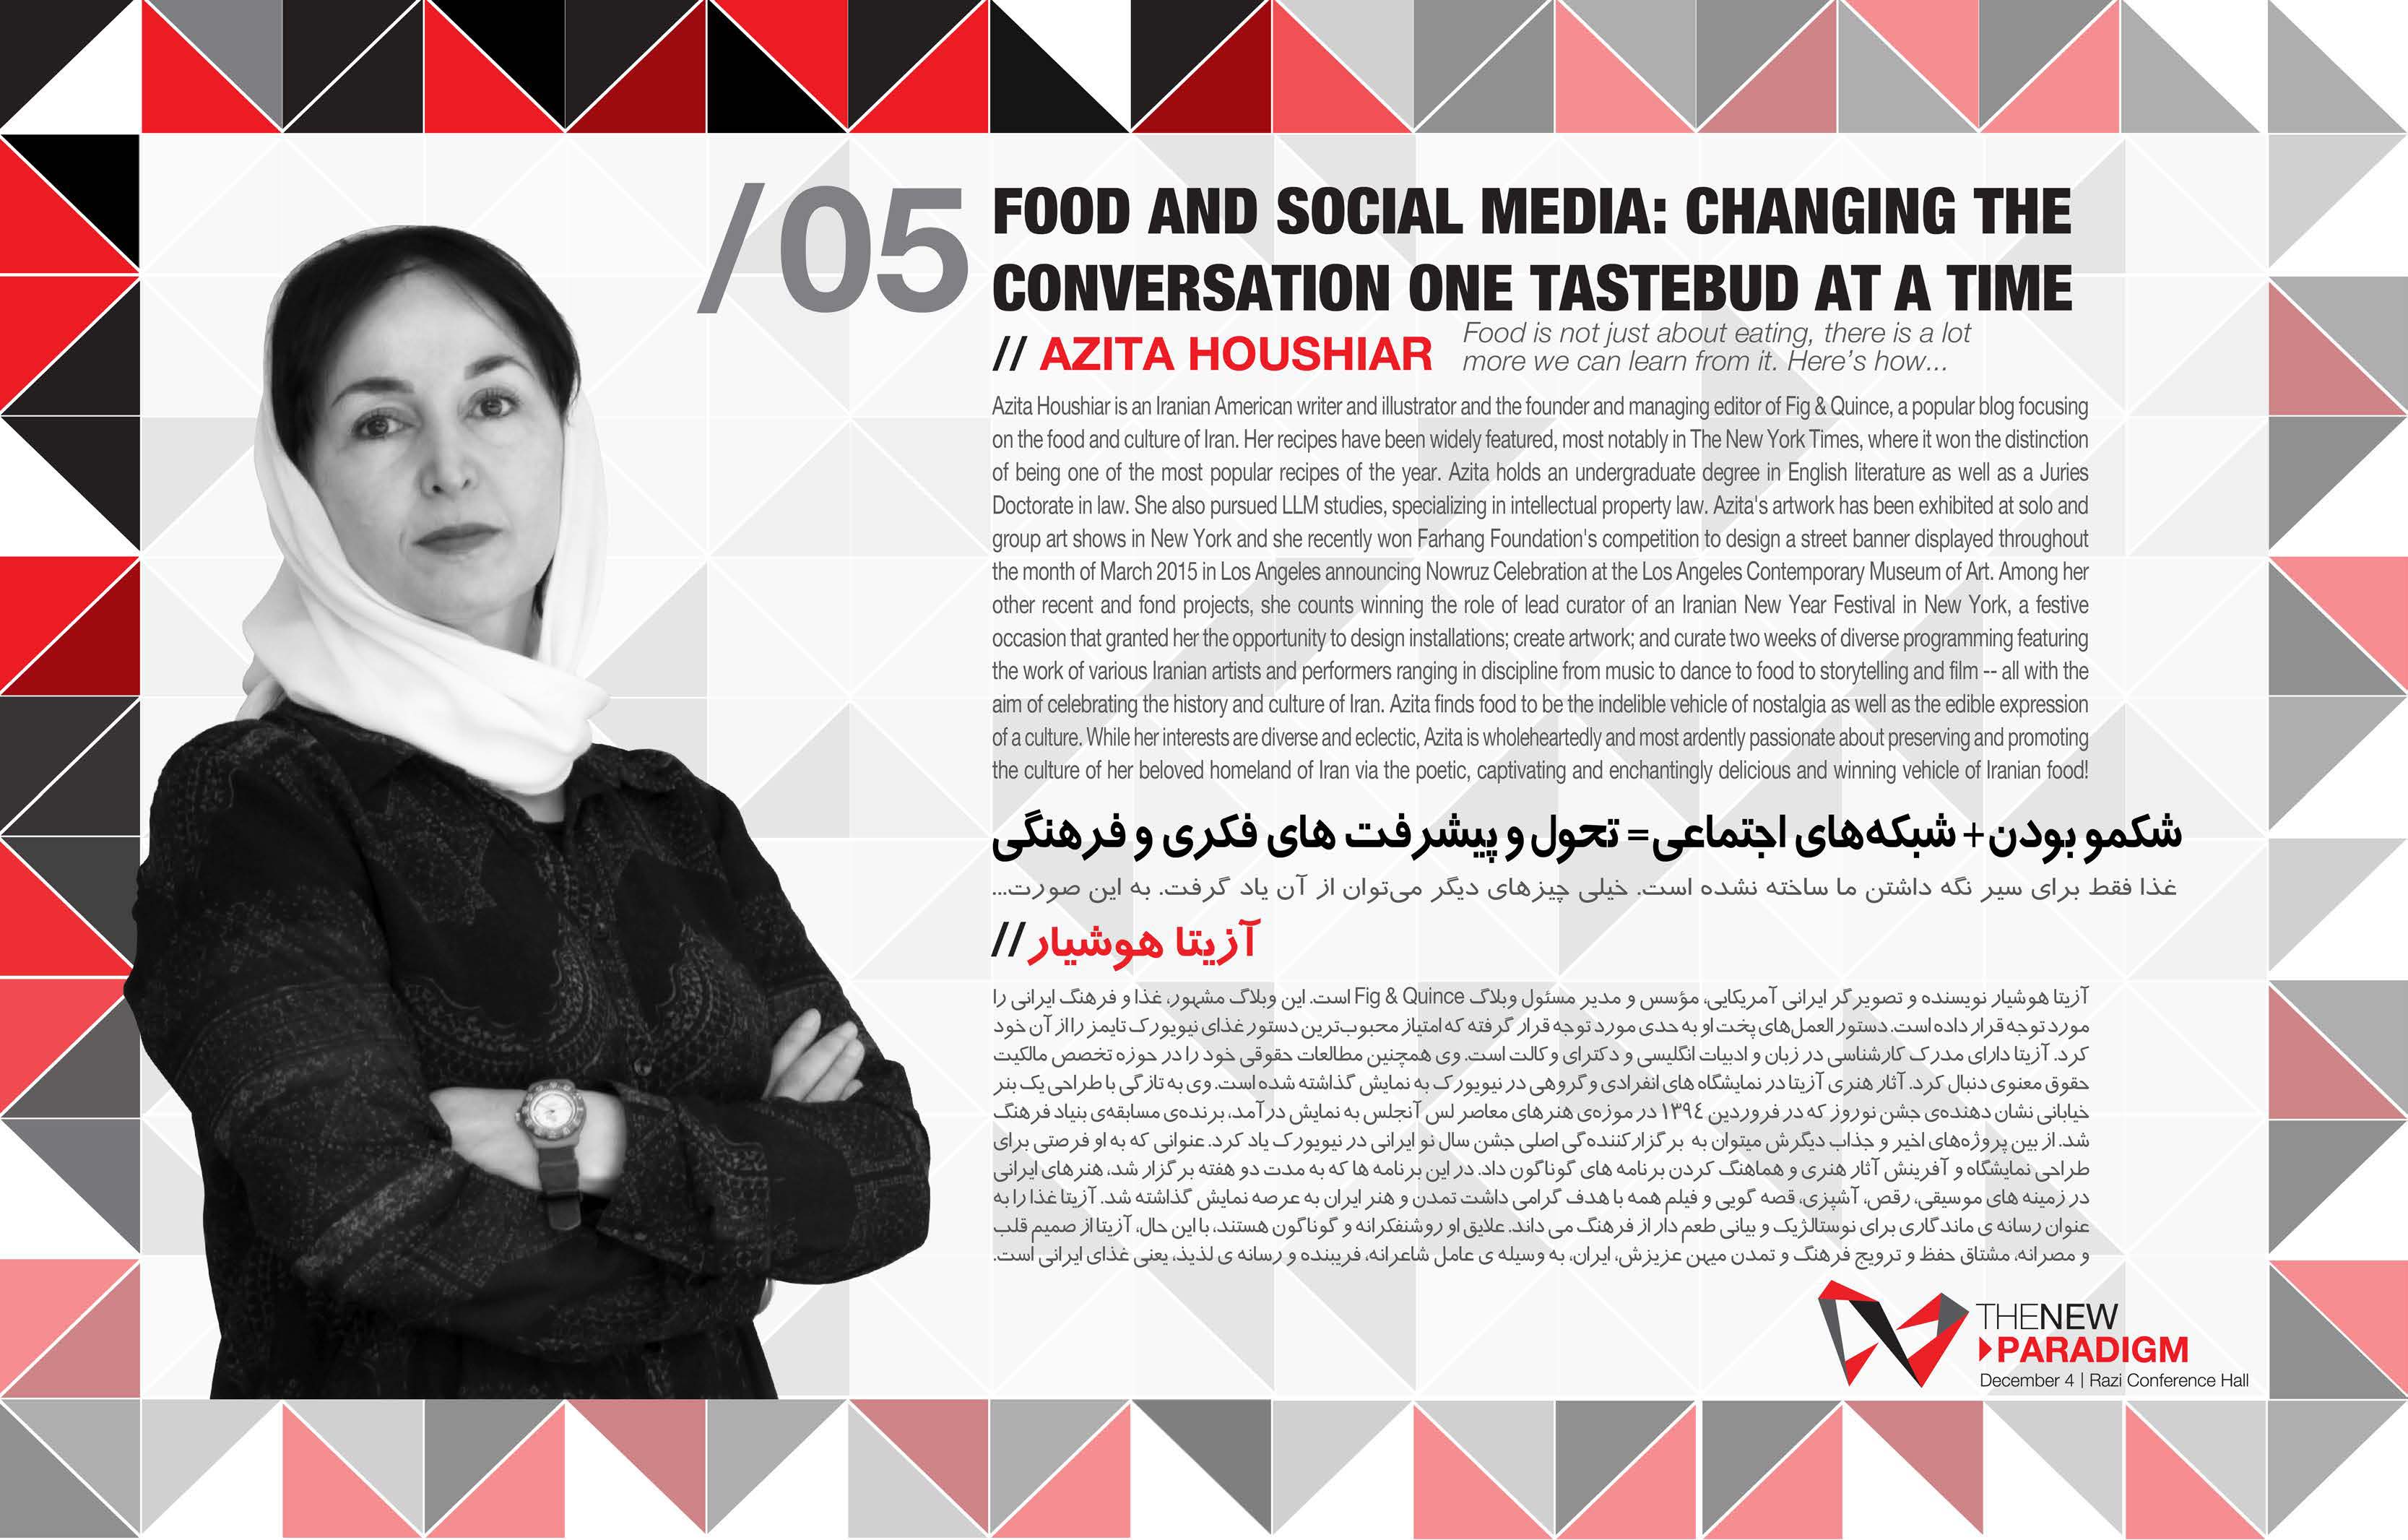 /05
FOOD AND SOCIAL MEDIA: CHANGING THE
CONVERSATION ONE TASTEBUD AT A TIME
// AZITA HOUSHIAR
Food is not just about eating, there is a lot
more we can learn from it. Here's how...
Azita Houshiar is an Iranian American writer and illustrator and the founder and managing editor of Fig & Quince, a popular blog focusing
on the food and culture of Iran. Her recipes have been widely featured, most notably in The New York Times, where it won the distinction
of being one of the most popular recipes of the year. Azita holds an undergraduate degree in English literature as well as a Juries
Doctorate in law. She also pursued LLM studies, specializing in intellectual property law. Azita's artwork has been exhibited at solo and
group art shows in New York and she recently won Farhang Foundation's competition to design a street banner displayed throughout
the month of March 2015 in Los Angeles announcing Nowruz Celebration at the Los Angeles Contemporary Museum of Art. Among her
other recent and fond projects, she counts winning the role of lead curator of an Iranian New Year Festival in New York, a festive
occasion that granted her the opportunity to design installations; create artwork; and curate two weeks of diverse programming featuring
the work of various Iranian artists and performers ranging in discipline from music to dance to food to storytelling and film -- all with the
aim of celebrating the history and culture of Iran. Azita finds food to be the indelible vehicle of nostalgia as well as the edible expression
of a culture. While her interests are diverse and eclectic, Azita is wholeheartedly and most ardently passionate about preserving and promoting
the culture of her beloved homeland of Iran via the poetic, captivating and enchantingly delicious and winning vehicle of Iranian food!
شکمو بودن + شبکه‌های اجتماعی = تحول و پیشرفت های فکری و فرهنگی
غذا فقط برای سیر نگه داشتن ما ساخته نشده است. خیلی چیزهای دیگر می‌توان از آن یاد گرفت. به این صورت...
آزیتا هوشیار //
آزیتا هوشیار نویسنده و تصویرگر ایرانی آمریکایی، مؤسس و مدیر مسئول وبلاگ Fig & Quince است. این وبلاگ مشهور، غذا و فرهنگ ایرانی را
مورد توجه قرار داده است. دستور العمل‌های پخت او به حدی مورد توجه قرار گرفته که امتیاز محبوب‌ترین دستور غذای نیویورک تایمز را از آن خود
کرد. آزیتا دارای مدرک کارشناسی در زبان و ادبیات انگلیسی و دکترای وکالت است. وی همچنین مطالعات حقوقی خود را در حوزه تخصص مالکیت
حقوق معنوی دنبال کرد. آثار هنری آزیتا در نمایشگاه های انفرادی و گروهی در نیویورک به نمایش گذاشته شده است. وی به تازگی با طراحی یک بنر
خیابانی نشان دهنده‌ی جشن نوروز که در فروردین ۱۳۹٤ در موزه‌ی هنرهای معاصر لس آنجلس به نمایش درآمد، برنده‌ی مسابقه‌ی بنیاد فرهنگ
شد. از بین پروژه‌های اخیر و جذاب دیگرش میتوان به برگزارکننده‌گی اصلی جشن سال نو ایرانی در نیویورک یاد کرد. عنوانی که به او فرصتی برای
طراحی نمایشگاه و آفرینش آثار هنری و هماهنگ کردن برنامه های گوناگون داد. در این برنامه ها که به مدت دو هفته برگزار شد، هنرهای ایرانی
در زمینه های موسیقی، رقص، آشپزی، قصه گویی و فیلم همه با هدف گرامی داشت تمدن و هنر ایران به عرصه نمایش گذاشته شد. آزیتا غذا را به
عنوان رسانه ی ماندگاری برای نوستالژیک و بیانی طعم دار از فرهنگ می داند. علایق او روشنفکرانه و گوناگون هستند، با این حال، آزیتا از صمیم قلب
و مصرانه، مشتاق حفظ و ترویج فرهنگ و تمدن میهن عزیزش، ایران، به وسیله ی عامل شاعرانه، فریبنده و رسانه ی لذیذ، یعنی غذای ایرانی است.
THENEW
PARADIGM
December 4 | Razi Conference Hall